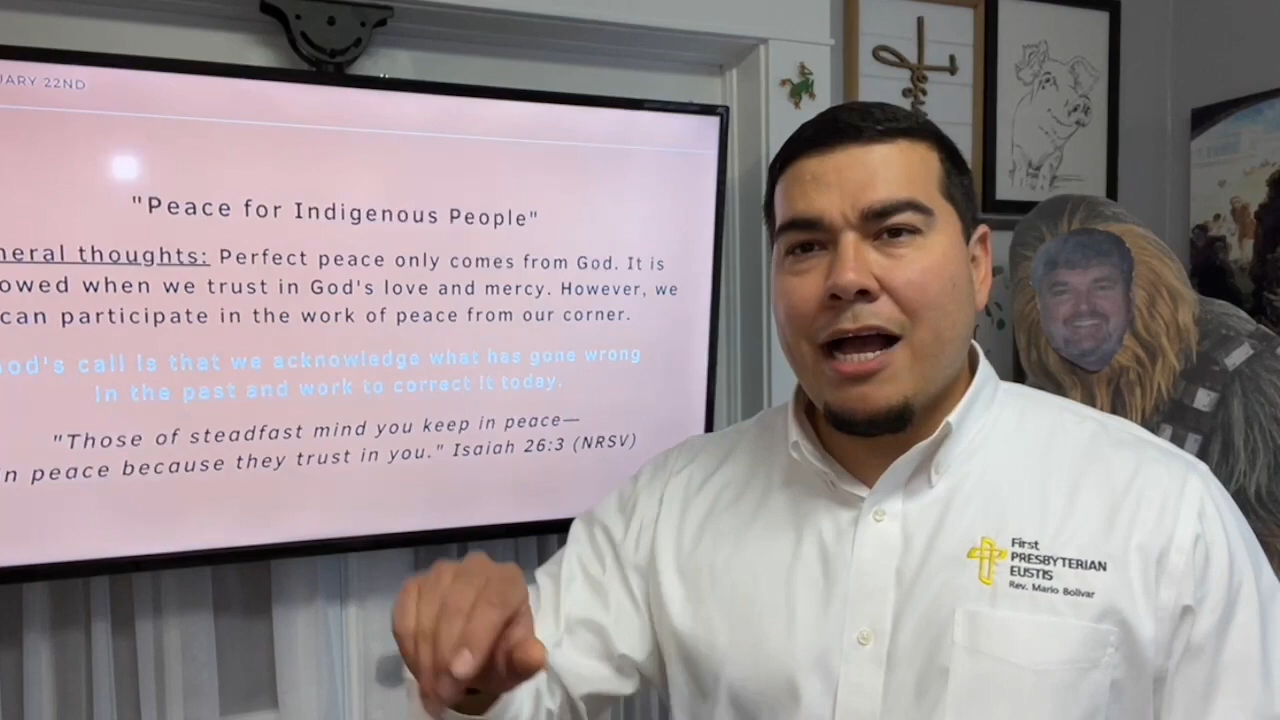 UARY 22ND
"Peace for Indigenous People"
neral thoughts: Perfect peace only comes from God. It is
owed when we trust in God's love and mercy. However, we
can participate in the work of peace from our corner.
od's call is that we acknowledge what has gone wrong
in the past and work to correct it today.
"Those of steadfast mind you keep in peace—
n peace because they trust in you." Isaiah 26:3 (NRSV)
First
PRESBYTERIAN
EUSTIS
Rev. Mario Bolivar